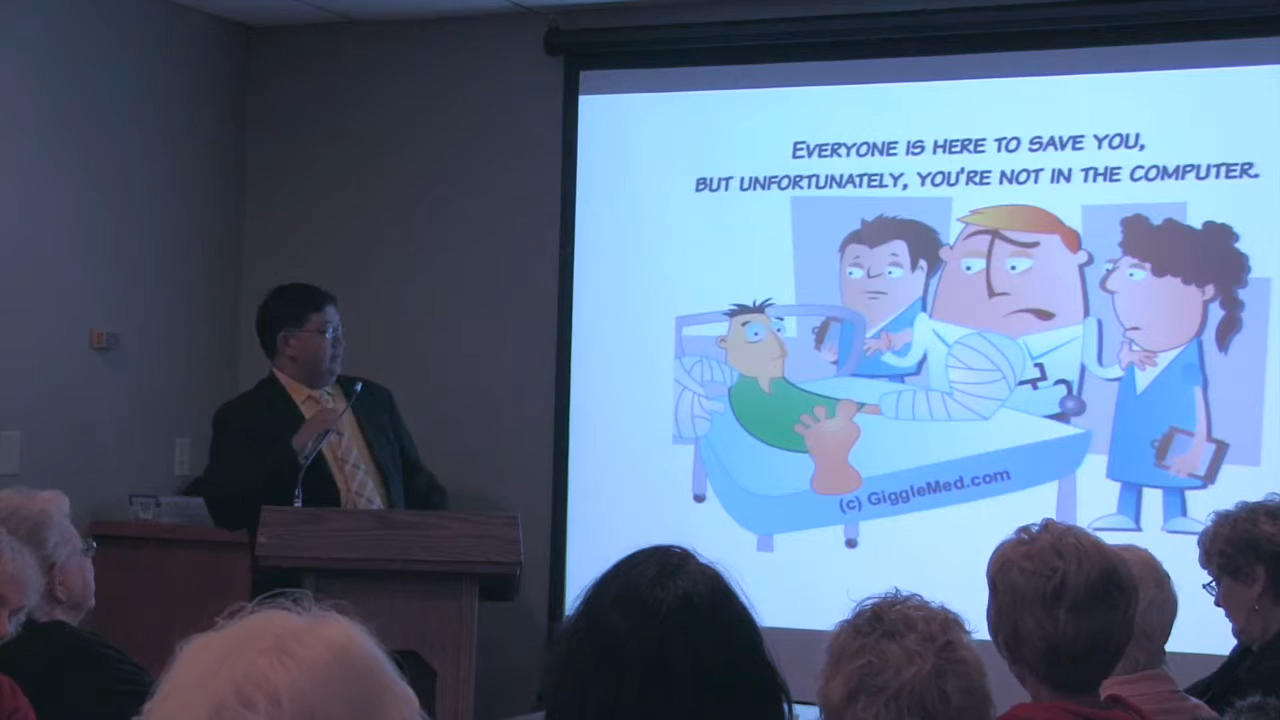 EVERYONE IS HERE TO SAVE YOU,
BUT UNFORTUNATELY, YOU'RE NOT IN THE COMPUTER.
(c) GiggleMed.com